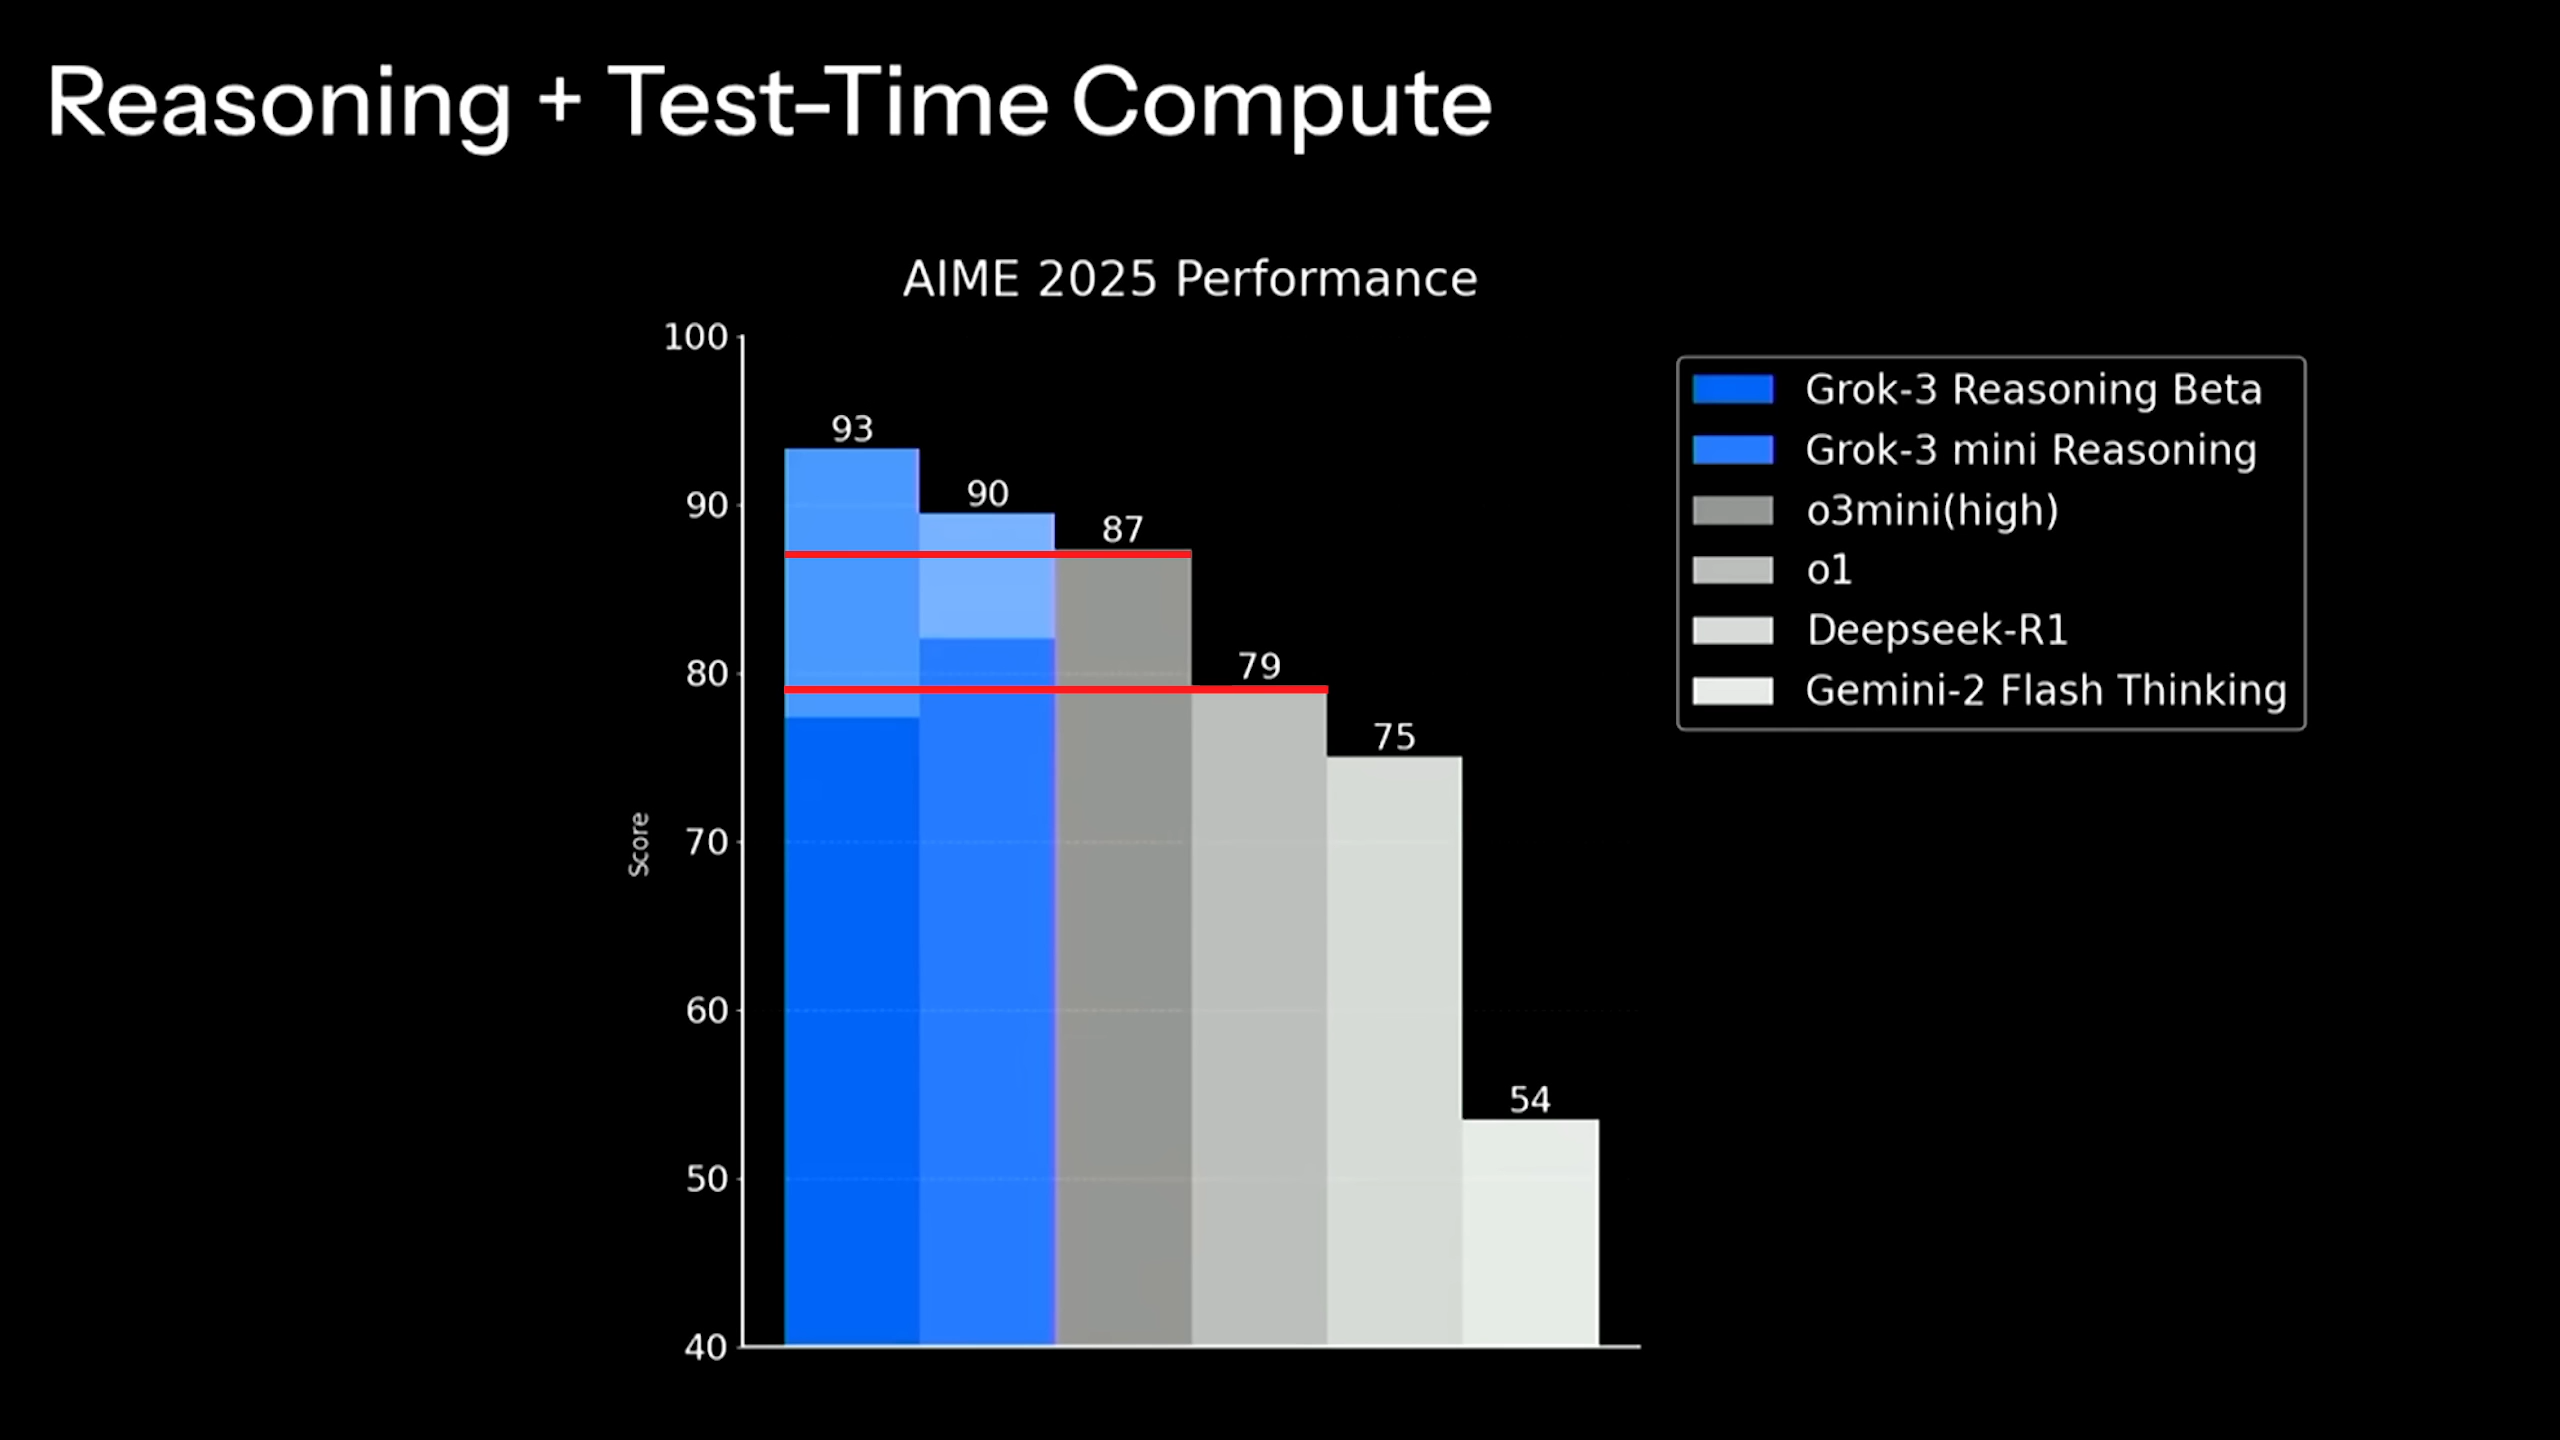 Reasoning + Test-Time Compute
AIME 2025 Performance
100
90
80
70
60
50
40
Score
93
90
87
79
75
54
Grok-3 Reasoning Beta
Grok-3 mini Reasoning
o3mini(high)
o1
Deepseek-R1
Gemini-2 Flash Thinking